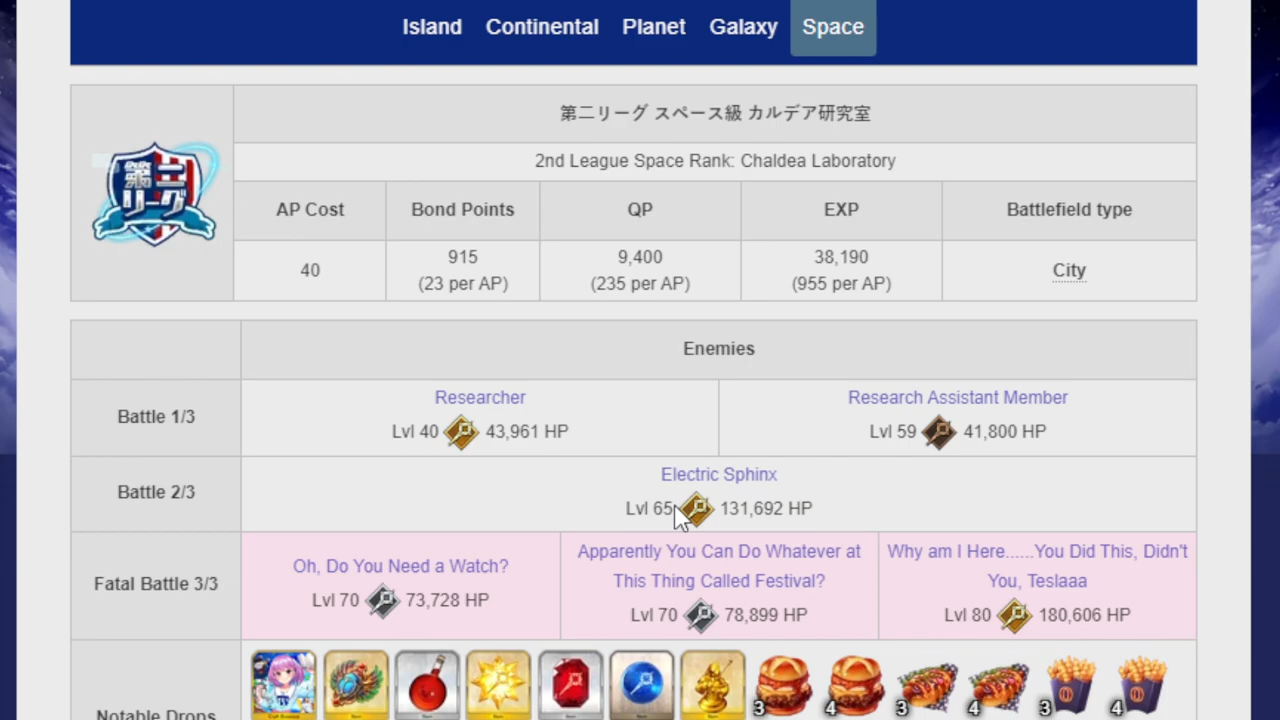 Island Continental Planet Galaxy Space
第二リーグ スペース級 カルデア研究室
第二
リーグ
2nd League Space Rank: Chaldea Laboratory
AP Cost Bond Points QP EXP Battlefield type
40 915 9,400 38,190 City
(23 per AP) (235 per AP) (955 per AP)
Enemies
Battle 1/3
Researcher Research Assistant Member
Lvl 40 43,961 HP Lvl 59 41,800 HP
Battle 2/3
Electric Sphinx
Lvl 65 131,692 HP
Fatal Battle 3/3
Oh, Do You Need a Watch?
Lvl 70 73,728 HP
Apparently You Can Do Whatever at
This Thing Called Festival?
Lvl 70 78,899 HP
Why am I Here......You Did This, Didn't
You, Teslaaa
Lvl 80 180,606 HP
Notable Drops
3 4 3 4 3 4